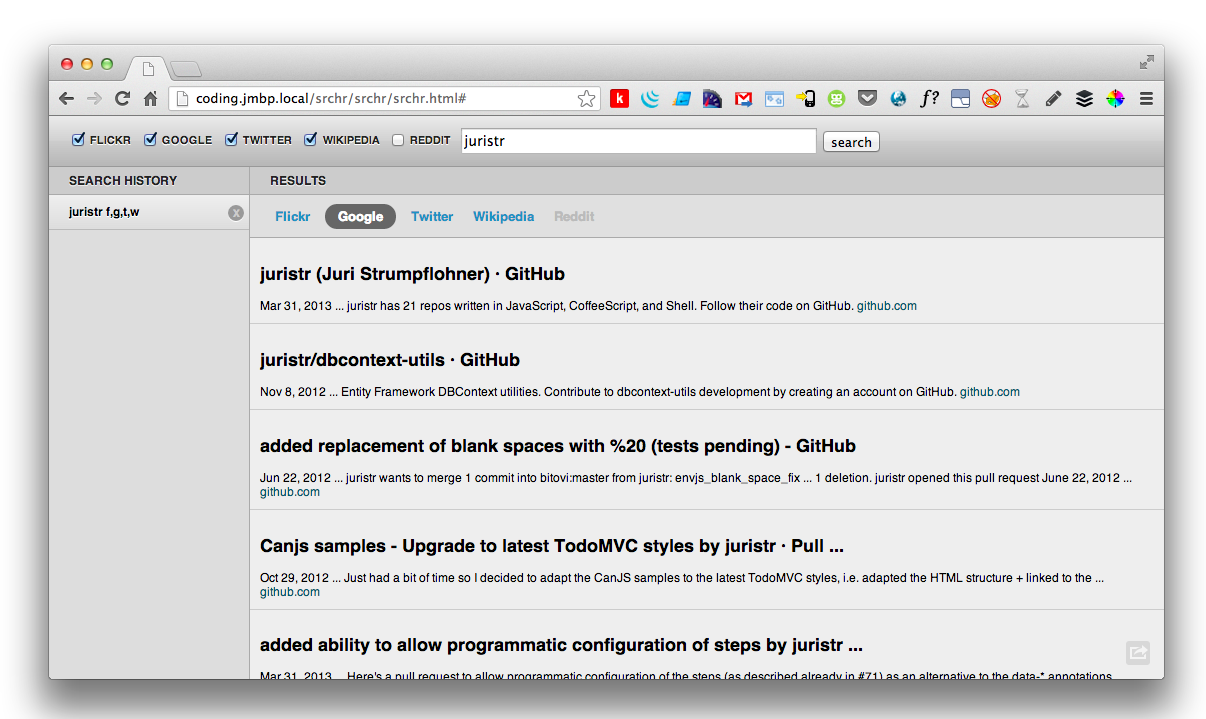 coding.jmbp.local/srchr/srchr/srchr.html#
k
f?
FLICKR GOOGLE TWITTER WIKIPEDIA REDDIT juristr search
SEARCH HISTORY
RESULTS
juristr f,g,t,w x
Flickr Google Twitter Wikipedia Reddit
juristr (Juri Strumpflohner) · GitHub
Mar 31, 2013 ... juristr has 21 repos written in JavaScript, CoffeeScript, and Shell. Follow their code on GitHub. github.com
juristr/dbcontext-utils · GitHub
Nov 8, 2012 ... Entity Framework DBContext utilities. Contribute to dbcontext-utils development by creating an account on GitHub. github.com
added replacement of blank spaces with %20 (tests pending) - GitHub
Jun 22, 2012 ... juristr wants to merge 1 commit into bitovi:master from juristr: envjs_blank_space_fix ... 1 deletion. juristr opened this pull request June 22, 2012 ...
github.com
Canjs samples - Upgrade to latest TodoMVC styles by juristr · Pull ...
Oct 29, 2012 ... Just had a bit of time so I decided to adapt the CanJS samples to the latest TodoMVC styles, i.e. adapted the HTML structure + linked to the ...
github.com
added ability to allow programmatic configuration of steps by juristr ...
Mar 31, 2013 ... Here's a pull request to allow programmatic configuration of the steps (as described already in #71) as an alternative to the data-* annotations